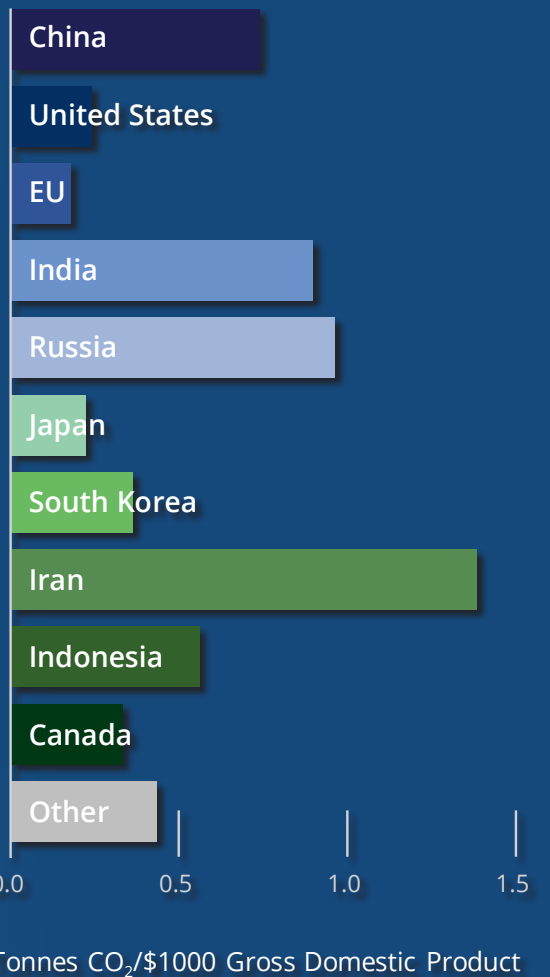 China
United States
EU
India
Russia
Japan
South Korea
Iran
Indonesia
Canada
Other
0.0 0.5 1.0 1.5
Tonnes CO₂/$1000 Gross Domestic Product